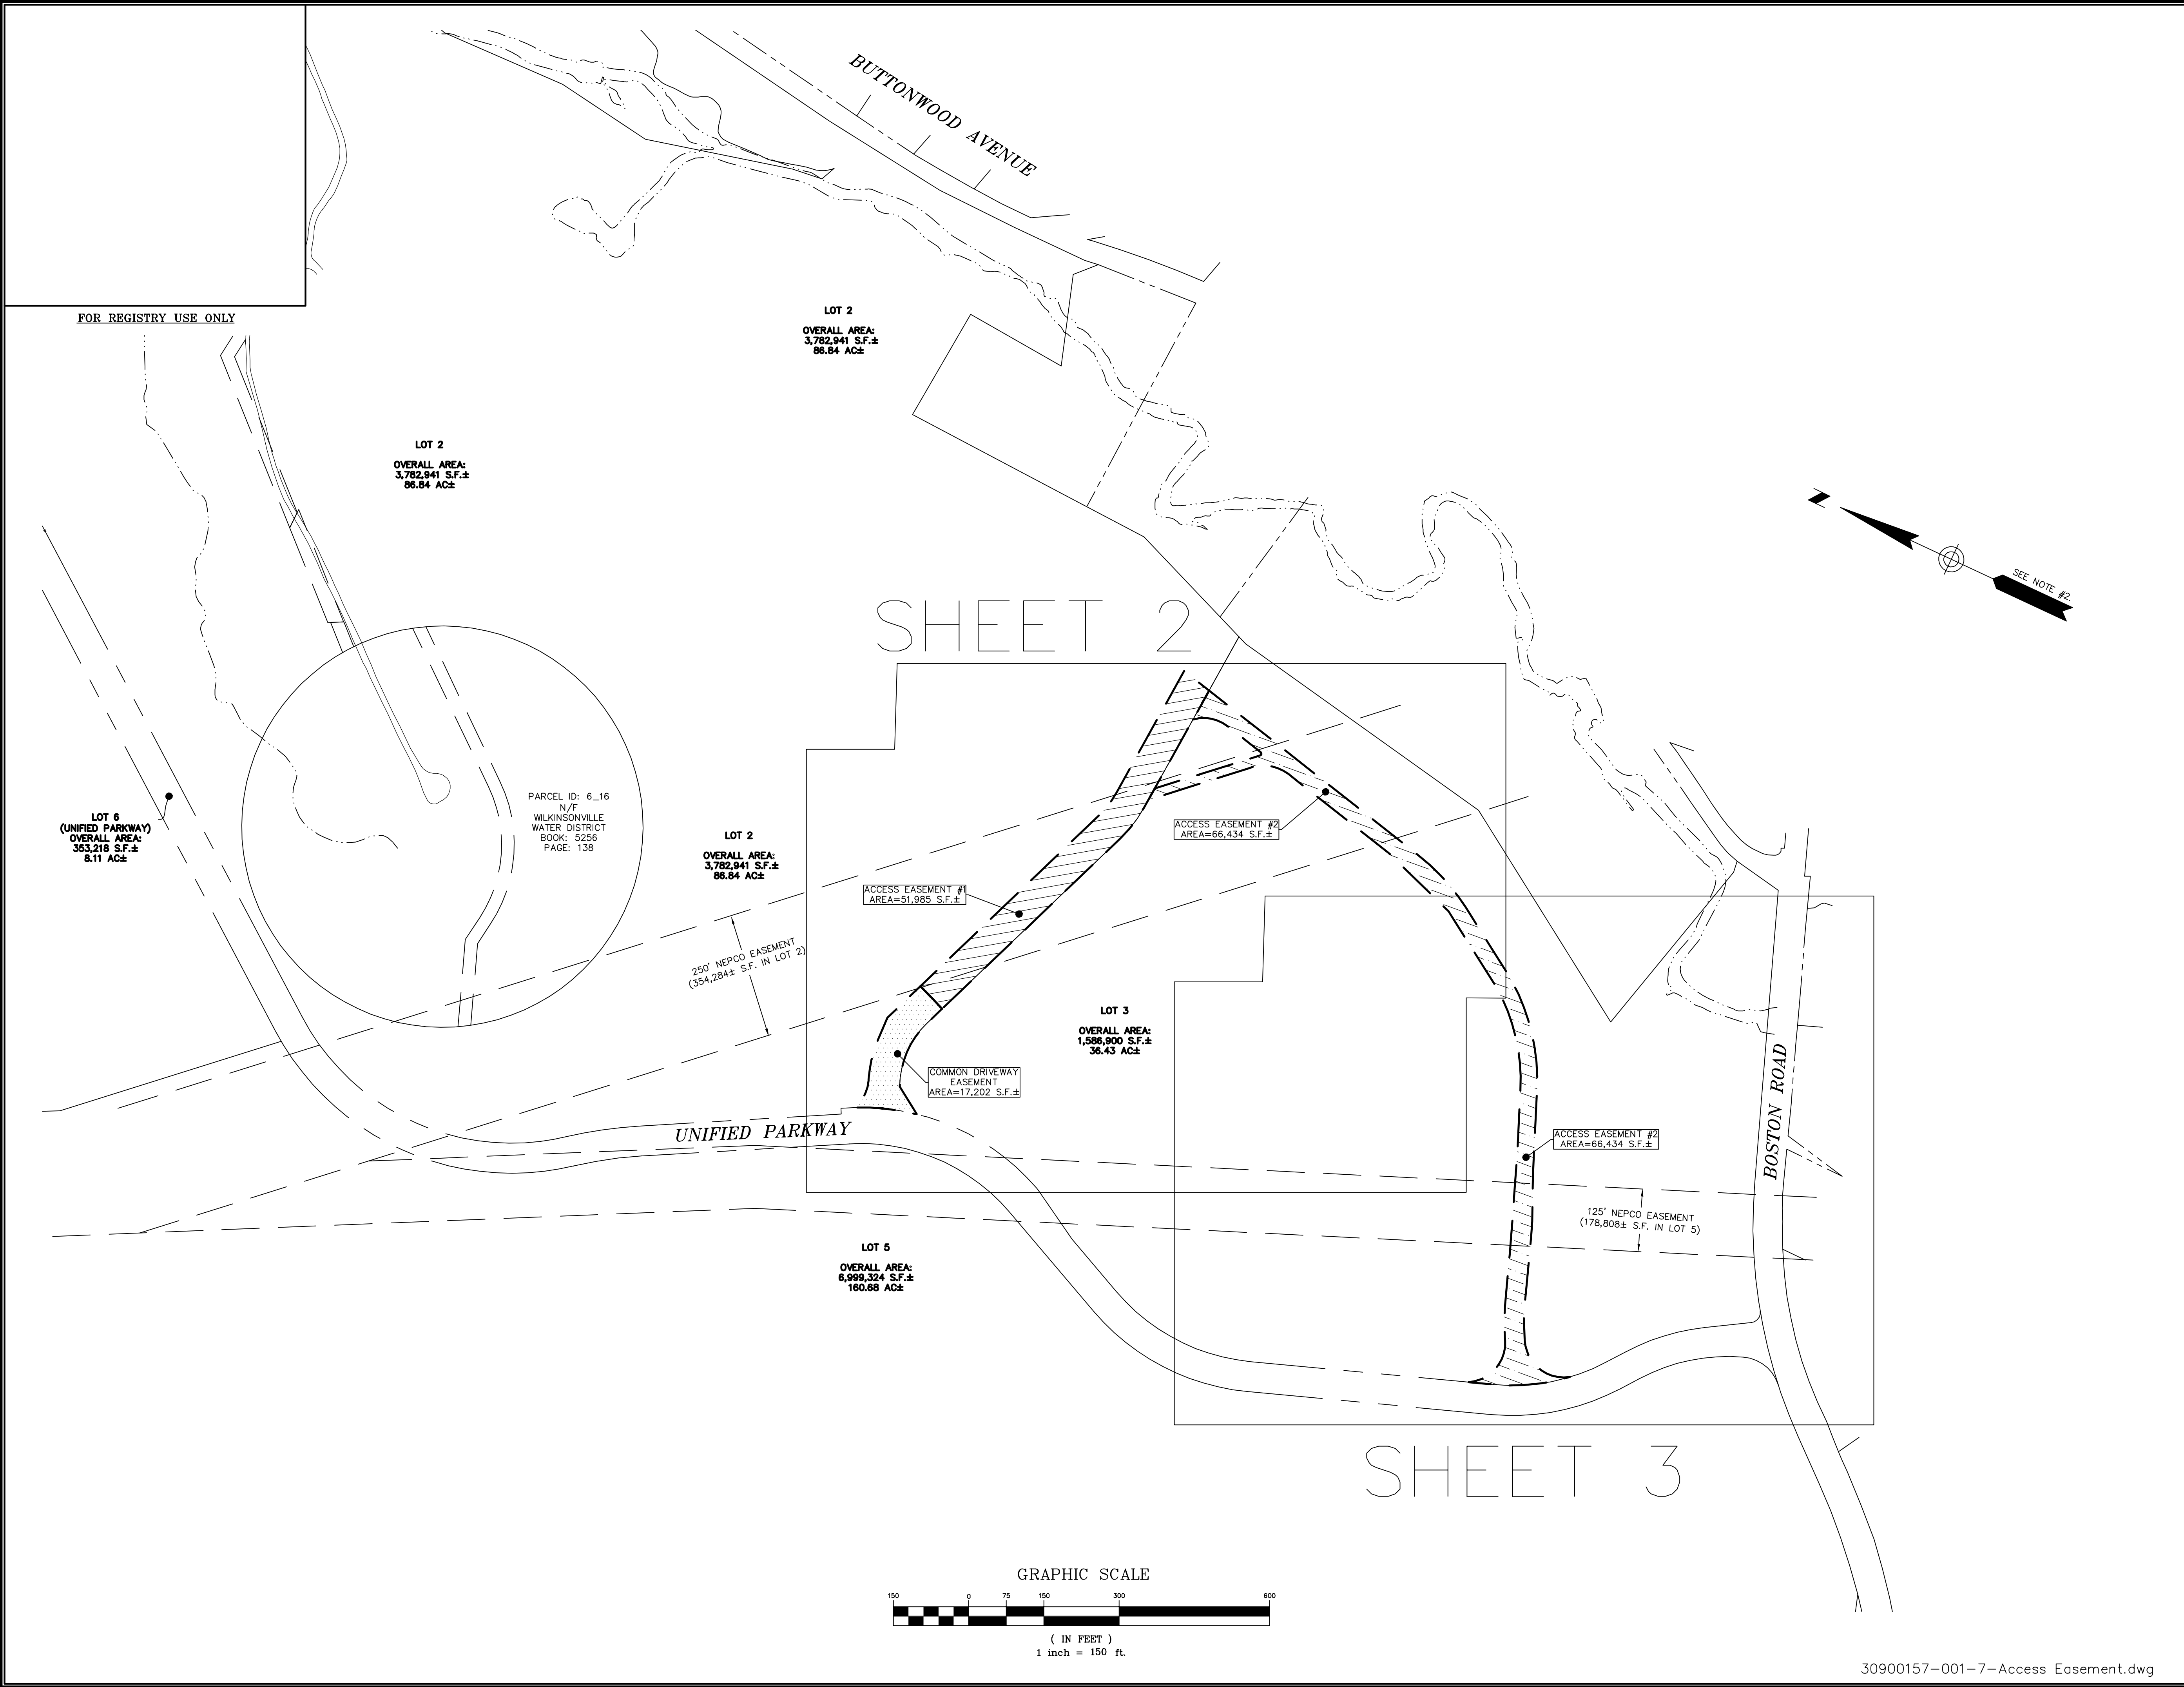 BUTTONWOOD AVENUE
FOR REGISTRY USE ONLY
LOT 2
OVERALL AREA:
3,782,941 S.F.±
86.84 AC±
LOT 2
OVERALL AREA:
3,782,941 S.F.±
86.84 AC±
N
SEE NOTE #2.
SHEET 2
LOT 6
(UNIFIED PARKWAY)
OVERALL AREA:
353,218 S.F.±
8.11 AC±
PARCEL ID: 6_16
N/F
WILKINSONVILLE
WATER DISTRICT
BOOK: 5256
PAGE: 138
LOT 2
OVERALL AREA:
3,782,941 S.F.±
86.84 AC±
ACCESS EASEMENT #2
AREA=66,434 S.F.±
ACCESS EASEMENT #1
AREA=51,985 S.F.±
250' NEPCO EASEMENT
(354,284± S.F. IN LOT 2)
LOT 3
OVERALL AREA:
1,586,900 S.F.±
36.43 AC±
COMMON DRIVEWAY
EASEMENT
AREA=17,202 S.F.±
UNIFIED PARKWAY
BOSTON ROAD
ACCESS EASEMENT #2
AREA=66,434 S.F.±
125' NEPCO EASEMENT
(178,808± S.F. IN LOT 5)
LOT 5
OVERALL AREA:
6,999,324 S.F.±
160.68 AC±
SHEET 3
GRAPHIC SCALE
150 0 75 150 300 600
( IN FEET )
1 inch = 150 ft.
30900157-001-7-Access Easement.dwg